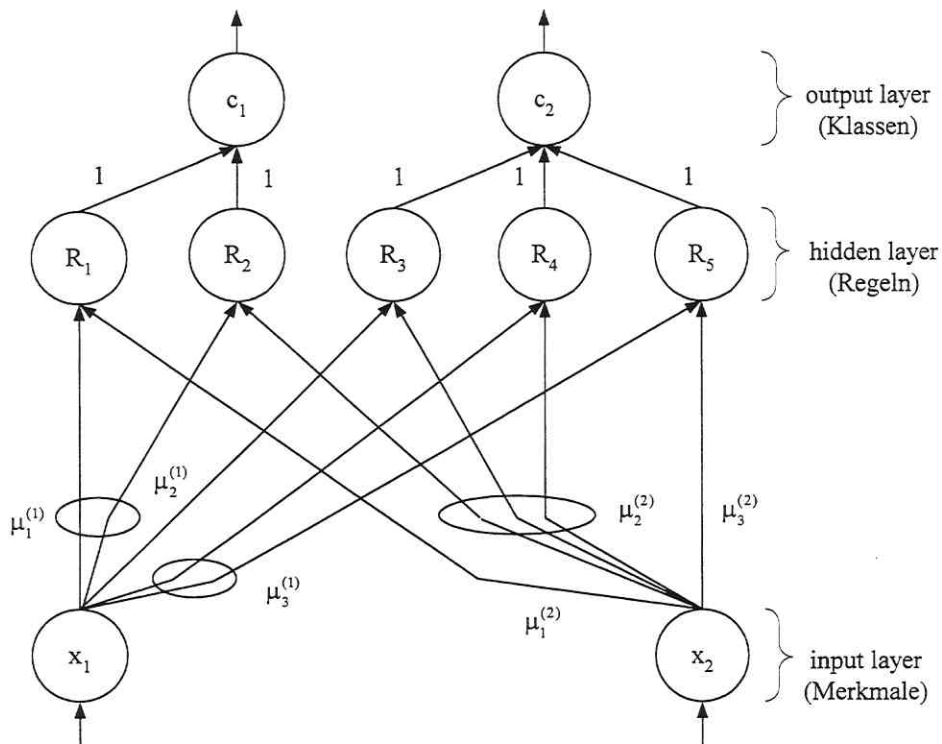 c₁
c₂
output layer
(Klassen)
1
1
1
1
1
R₁
R₂
R₃
R₄
R₅
hidden layer
(Regeln)
μ₁⁽¹⁾
μ₂⁽¹⁾
μ₃⁽¹⁾
μ₁⁽²⁾
μ₂⁽²⁾
μ₃⁽²⁾
x₁
x₂
input layer
(Merkmale)